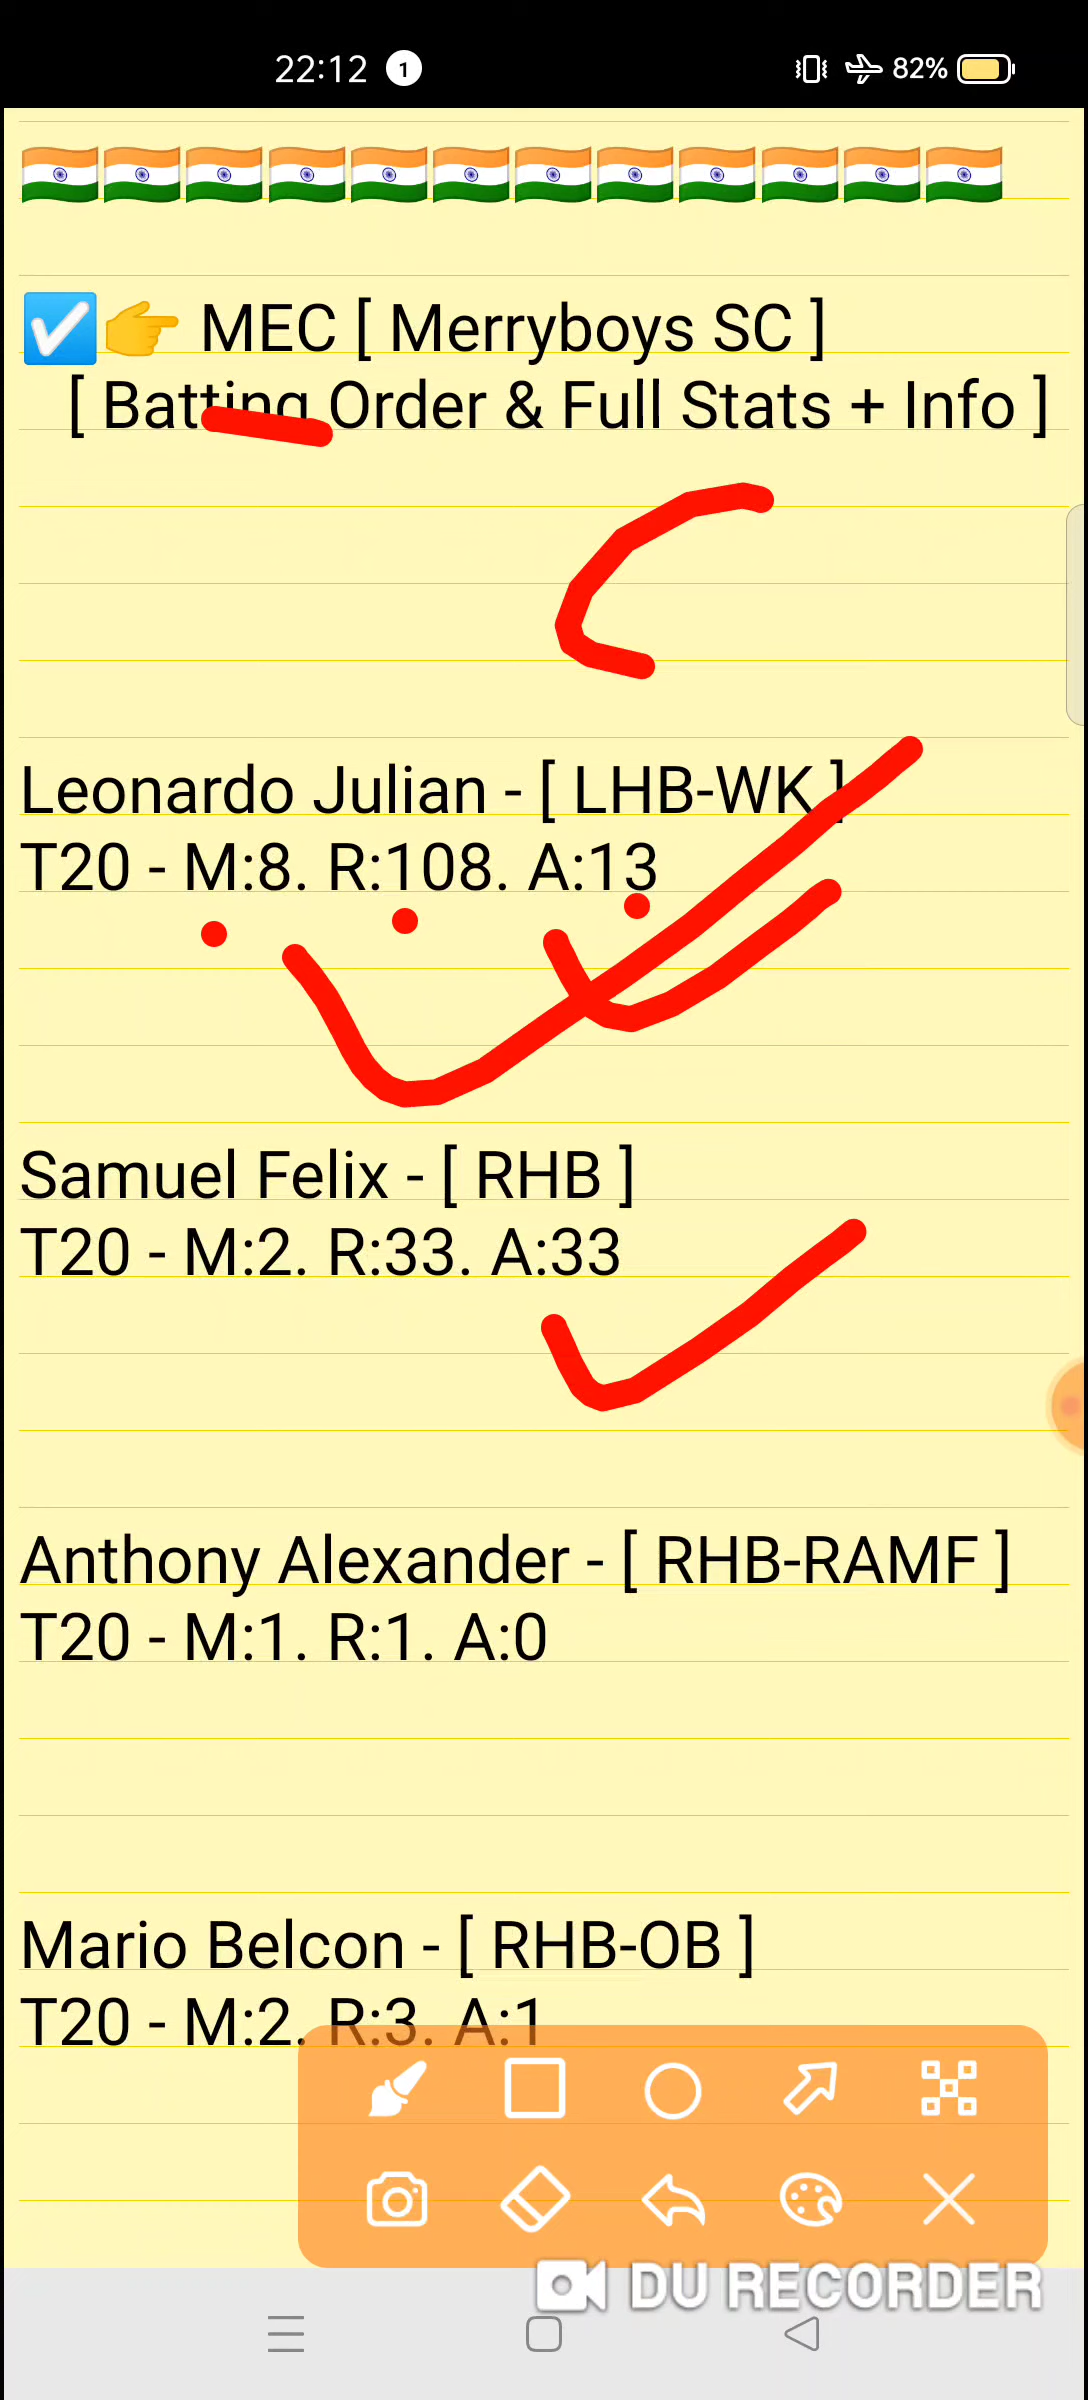 22:12 1 82%
🇮🇳🇮🇳🇮🇳🇮🇳🇮🇳🇮🇳🇮🇳🇮🇳🇮🇳🇮🇳🇮🇳🇮🇳
☑️👉 MEC [ Merryboys SC ]
[ Batting Order & Full Stats + Info ]
Leonardo Julian - [ LHB-WK ]
T20 - M:8. R:108. A:13
Samuel Felix - [ RHB ]
T20 - M:2. R:33. A:33
Anthony Alexander - [ RHB-RAMF ]
T20 - M:1. R:1. A:0
Mario Belcon - [ RHB-OB ]
T20 - M:2. R:3. A:1
DU RECORDER